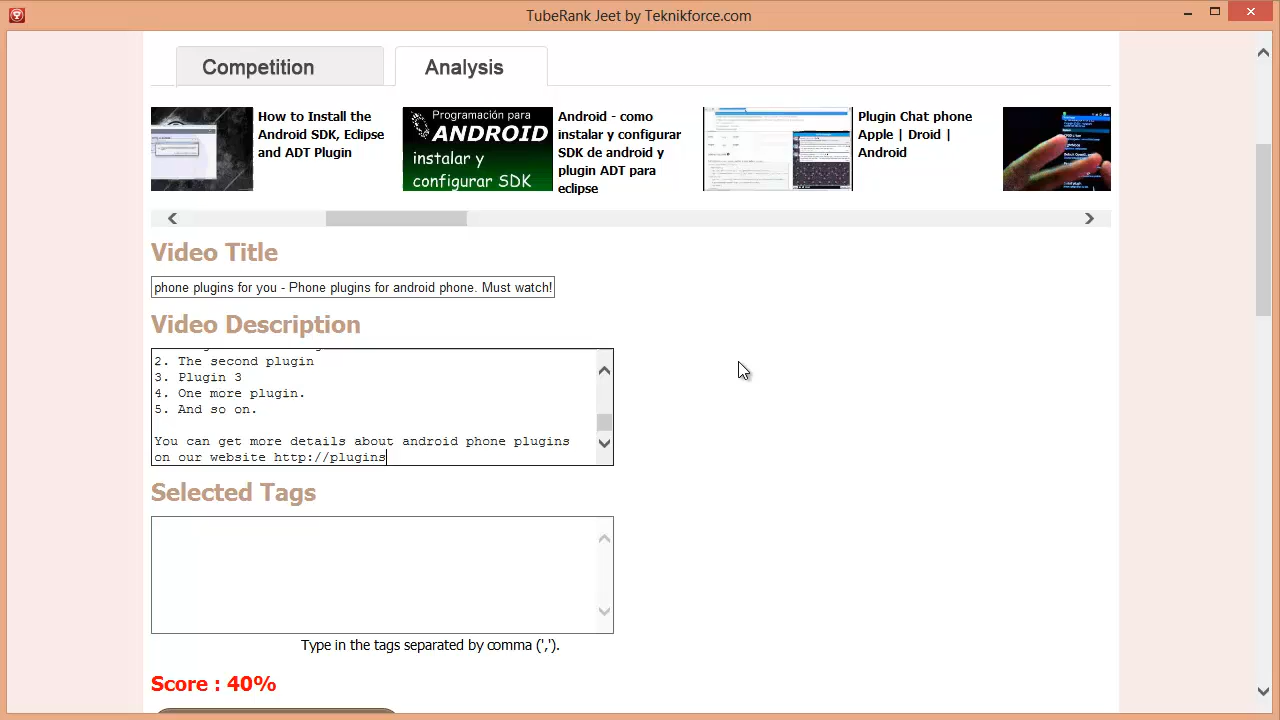 TubeRank Jeet by Teknikforce.com
Competition
Analysis
How to Install the
Android SDK, Eclip
and ADT Plugin
Programación para
ANDROID
instalar y
configurar SDK
Android - como
instalar y configurar
SDK de android y
plugin ADT para
eclipse
Plugin Chat phone
Apple | Droid |
Android
Video Title
phone plugins for you - Phone plugins for android phone. Must watch!
Video Description
2. The second plugin
3. Plugin 3
4. One more plugin.
5. And so on.
You can get more details about android phone plugins
on our website http://plugins
Selected Tags
Type in the tags separated by comma (',').
Score : 40%